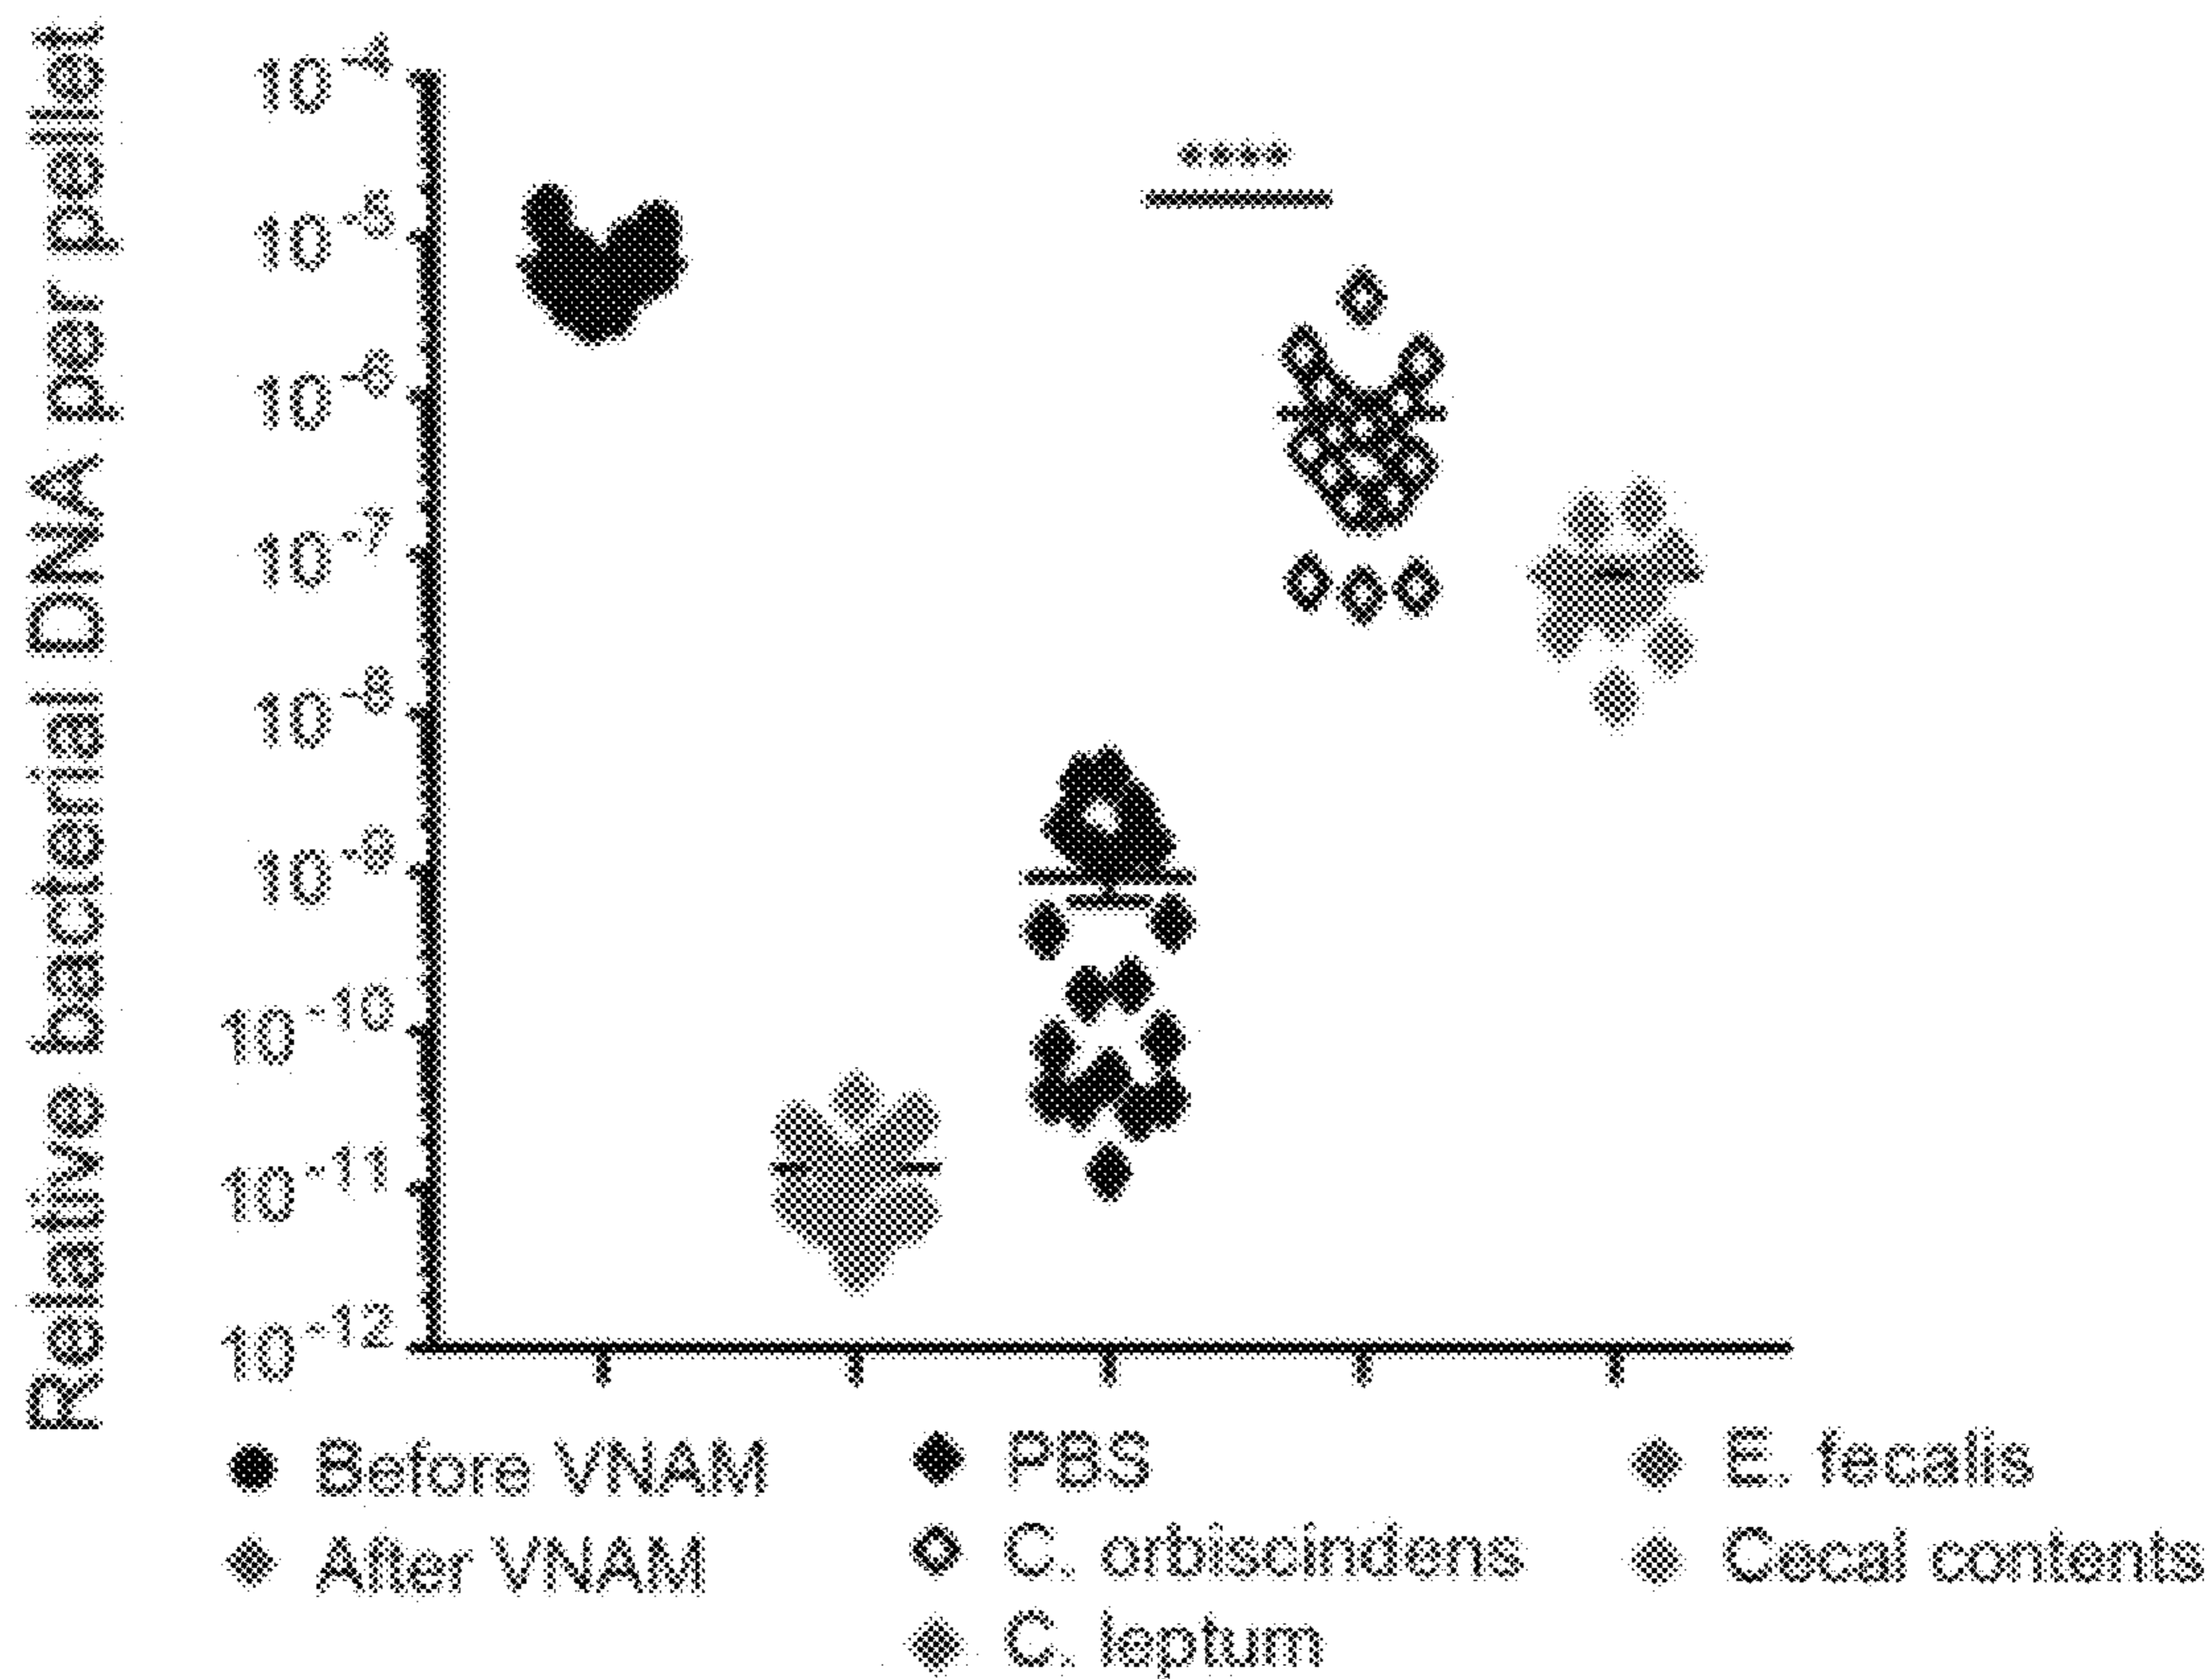 Relative bacterial DNA per pellet
10-4
10-5
10-6
10-7
10-8
10-9
10-10
10-11
10-12
****
Before VNAM
After VNAM
PBS
C. orbiscindens
C. leptum
E. fecalis
Cecal contents